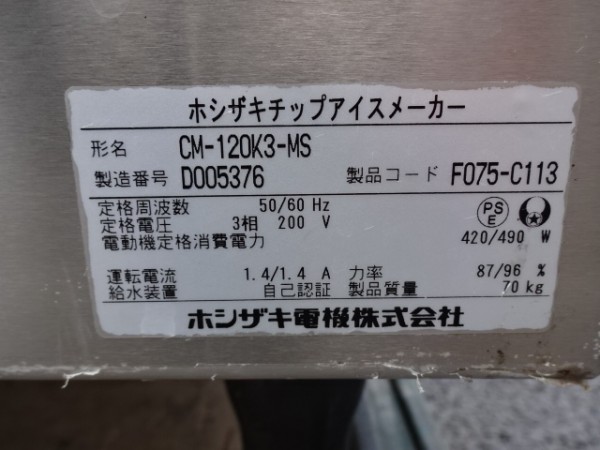 ホシザキチップアイスメーカー
形名 CM-120K3-MS
製造番号 D005376 製品コード F075-C113
定格周波数 50/60 Hz
定格電圧 3相 200 V
電動機定格消費電力 420/490 W
PS E
運転電流 1.4/1.4 A 力率 87/96 %
給水装置 自己認証 製品質量 70 kg
ホシザキ電機株式会社